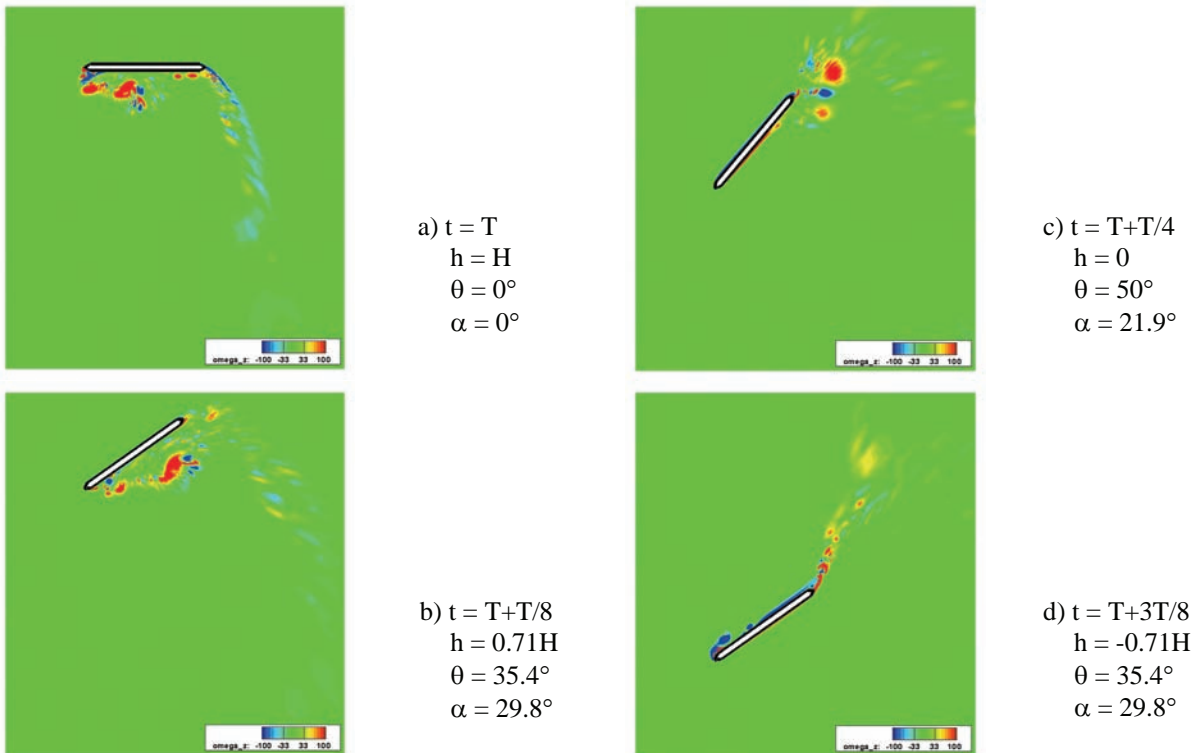 a) t = T
h = H
θ = 0°
α = 0°
omega_z: -100 -33 33 100
b) t = T+T/8
h = 0.71H
θ = 35.4°
α = 29.8°
omega_z: -100 -33 33 100
c) t = T+T/4
h = 0
θ = 50°
α = 21.9°
omega_z: -100 -33 33 100
d) t = T+3T/8
h = -0.71H
θ = 35.4°
α = 29.8°
omega_z: -100 -33 33 100